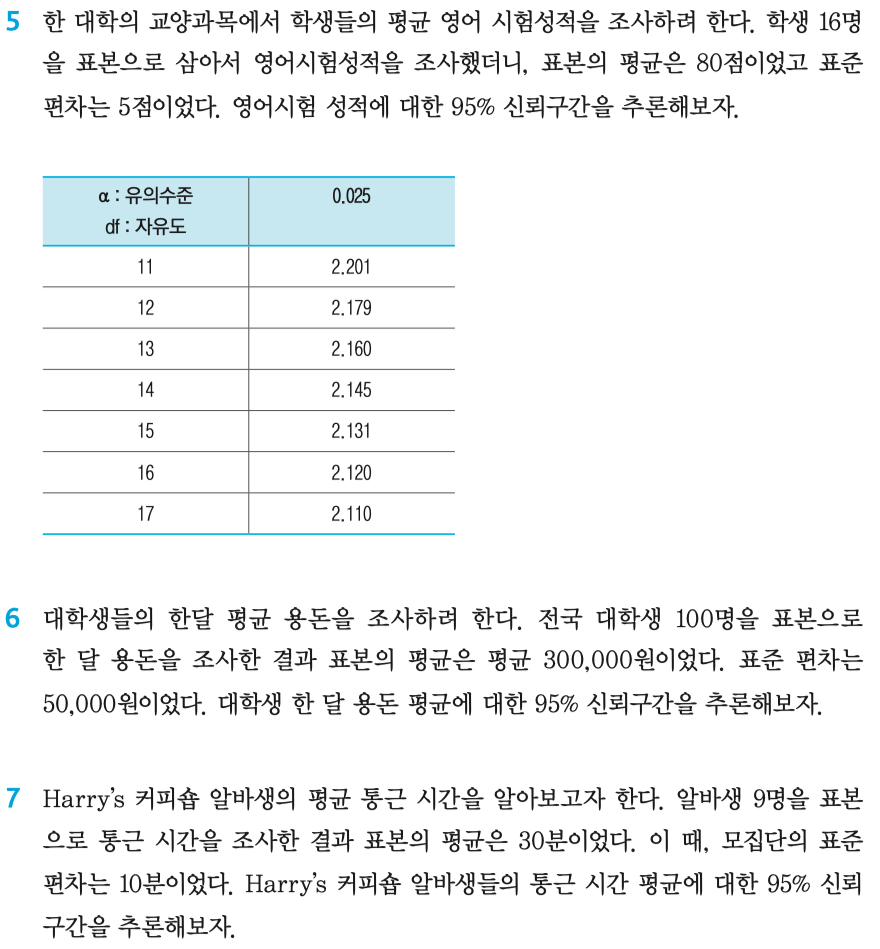 5 한 대학의 교양과목에서 학생들의 평균 영어 시험성적을 조사하려 한다. 학생 16명
을 표본으로 삼아서 영어시험성적을 조사했더니, 표본의 평균은 80점이었고 표준
편차는 5점이었다. 영어시험 성적에 대한 95% 신뢰구간을 추론해보자.
α : 유의수준 0.025
df : 자유도
11 2.201
12 2.179
13 2.160
14 2.145
15 2.131
16 2.120
17 2.110
6 대학생들의 한달 평균 용돈을 조사하려 한다. 전국 대학생 100명을 표본으로
한 달 용돈을 조사한 결과 표본의 평균은 평균 300,000원이었다. 표준 편차는
50,000원이었다. 대학생 한 달 용돈 평균에 대한 95% 신뢰구간을 추론해보자.
7 Harry’s 커피숍 알바생의 평균 통근 시간을 알아보고자 한다. 알바생 9명을 표본
으로 통근 시간을 조사한 결과 표본의 평균은 30분이었다. 이 때, 모집단의 표준
편차는 10분이었다. Harry’s 커피숍 알바생들의 통근 시간 평균에 대한 95% 신뢰
구간을 추론해보자.